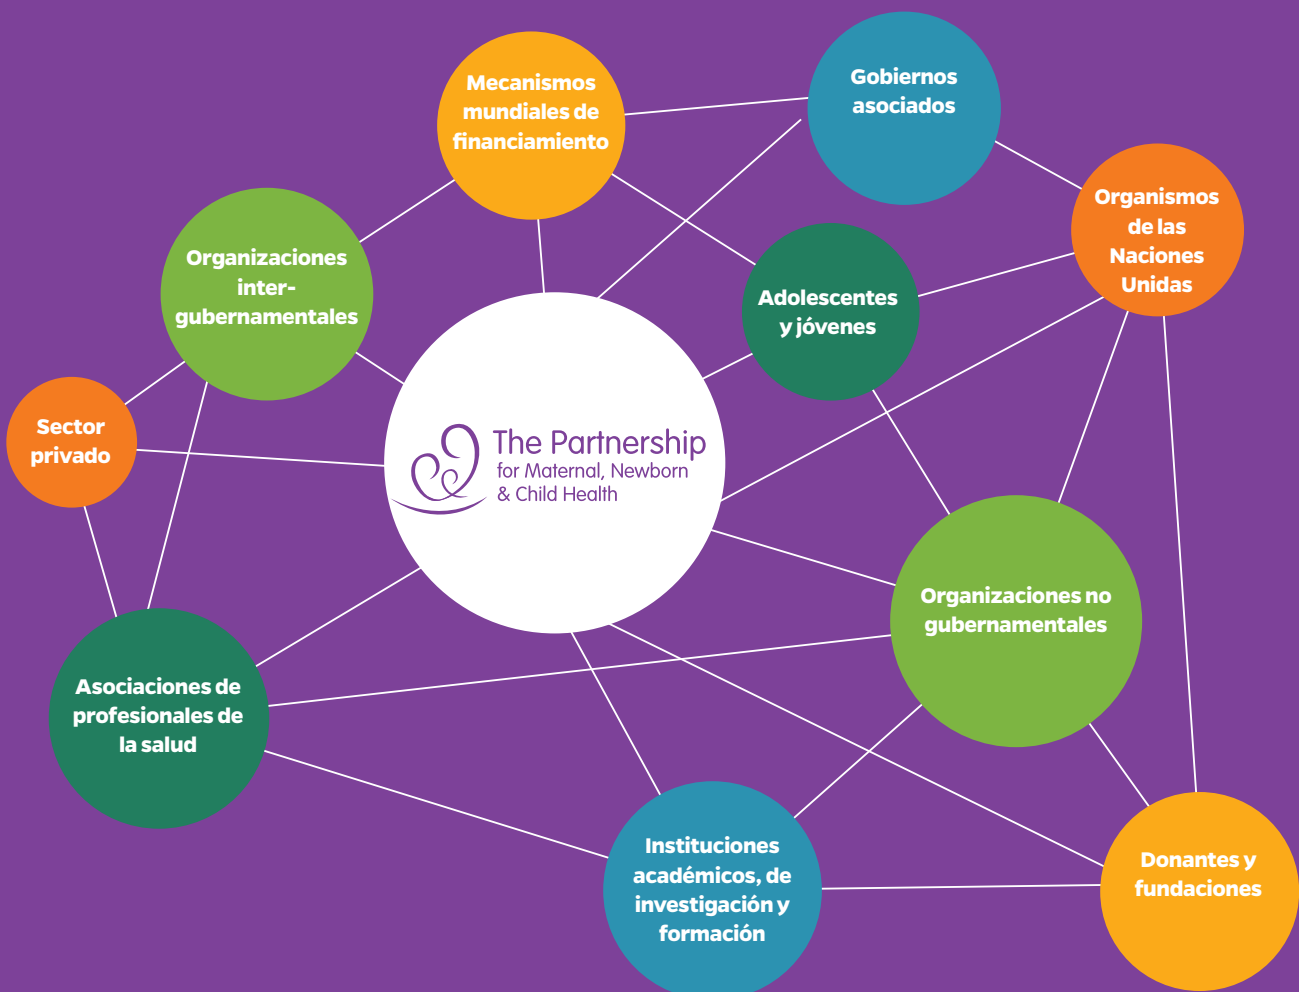 Mecanismos
mundiales de
financiamiento
Gobiernos
asociados
Organismos
de las
Naciones
Unidas
Organizaciones
inter-
gubernamentales
Adolescentes
y jóvenes
Sector
privado
The Partnership
for Maternal, Newborn
& Child Health
Organizaciones no
gubernamentales
Asociaciones de
profesionales de
la salud
Instituciones
académicos, de
investigación y
formación
Donantes y
fundaciones